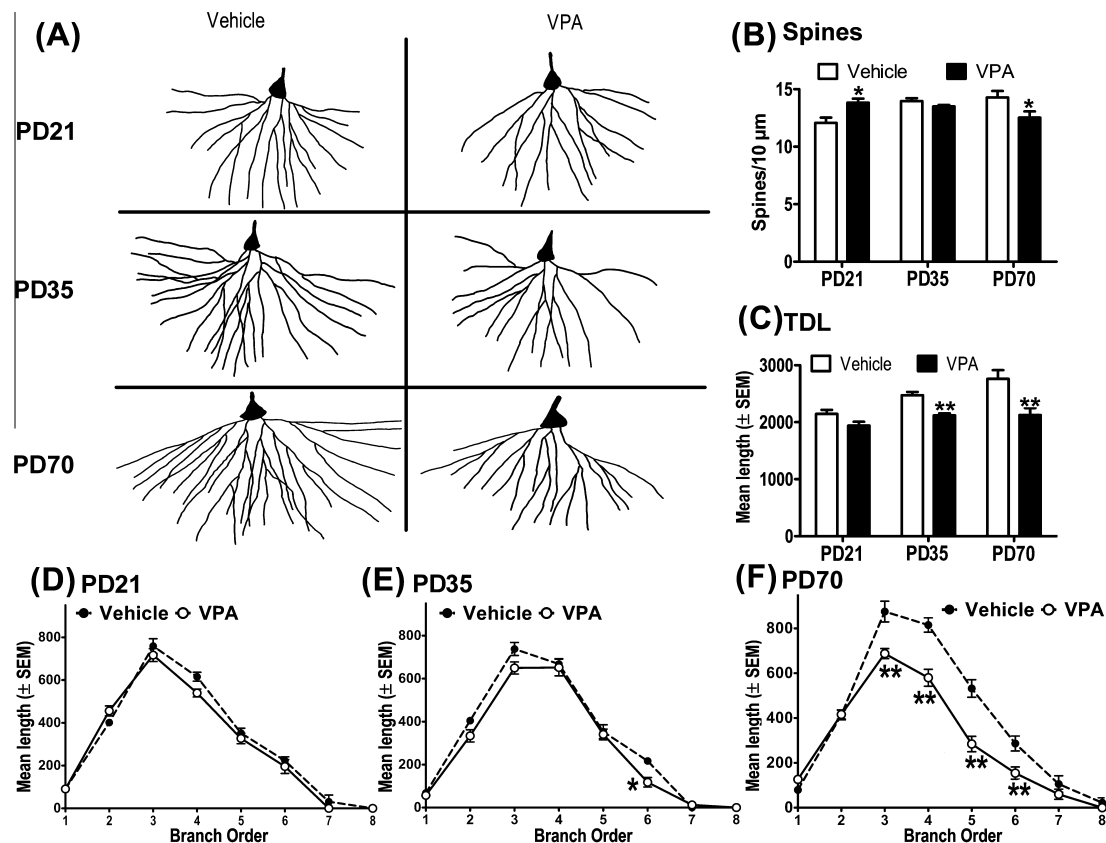 (A)
Vehicle
VPA
PD21
PD35
PD70
(B) Spines
Vehicle VPA
Spines/10 µm
15
10
5
0
*
*
PD21 PD35 PD70
(C) TDL
Vehicle VPA
Mean length (± SEM)
3000
2000
1000
0
**
**
PD21 PD35 PD70
(D) PD21
Vehicle VPA
Mean length (± SEM)
800
600
400
200
0
1 2 3 4 5 6 7 8
Branch Order
(E) PD35
Vehicle VPA
Mean length (± SEM)
800
600
400
200
0
*
1 2 3 4 5 6 7 8
Branch Order
(F) PD70
Vehicle VPA
Mean length (± SEM)
800
600
400
200
0
**
**
**
**
1 2 3 4 5 6 7 8
Branch Order